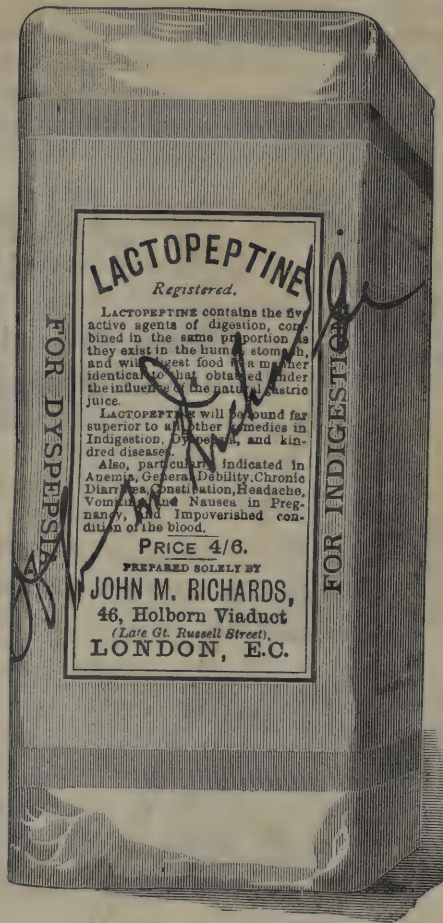 LACTOPEPTINE
Registered.
LACTOPEPTINE contains the five
active agents of digestion, com-
bined in the same proportion as
they exist in the human stomach,
and will digest food in a manner
identical to that obtained under
the influence of the natural gastric
juice.
LACTOPEPTINE will be found far
superior to all other remedies in
Indigestion, Dyspepsia, and kin-
dred diseases.
Also, particularly indicated in
Anemia, General Debility, Chronic
Diarrhœa, Constipation, Headache,
Vomiting and Nausea in Preg-
nancy, and Impoverished con-
dition of the blood.
PRICE 4/6.
PREPARED SOLELY BY
JOHN M. RICHARDS,
46, Holborn Viaduct
(Late Gt. Russell Street),
LONDON, E.C.
FOR DYSPEPSIA
FOR INDIGESTION.
Jno M Richards